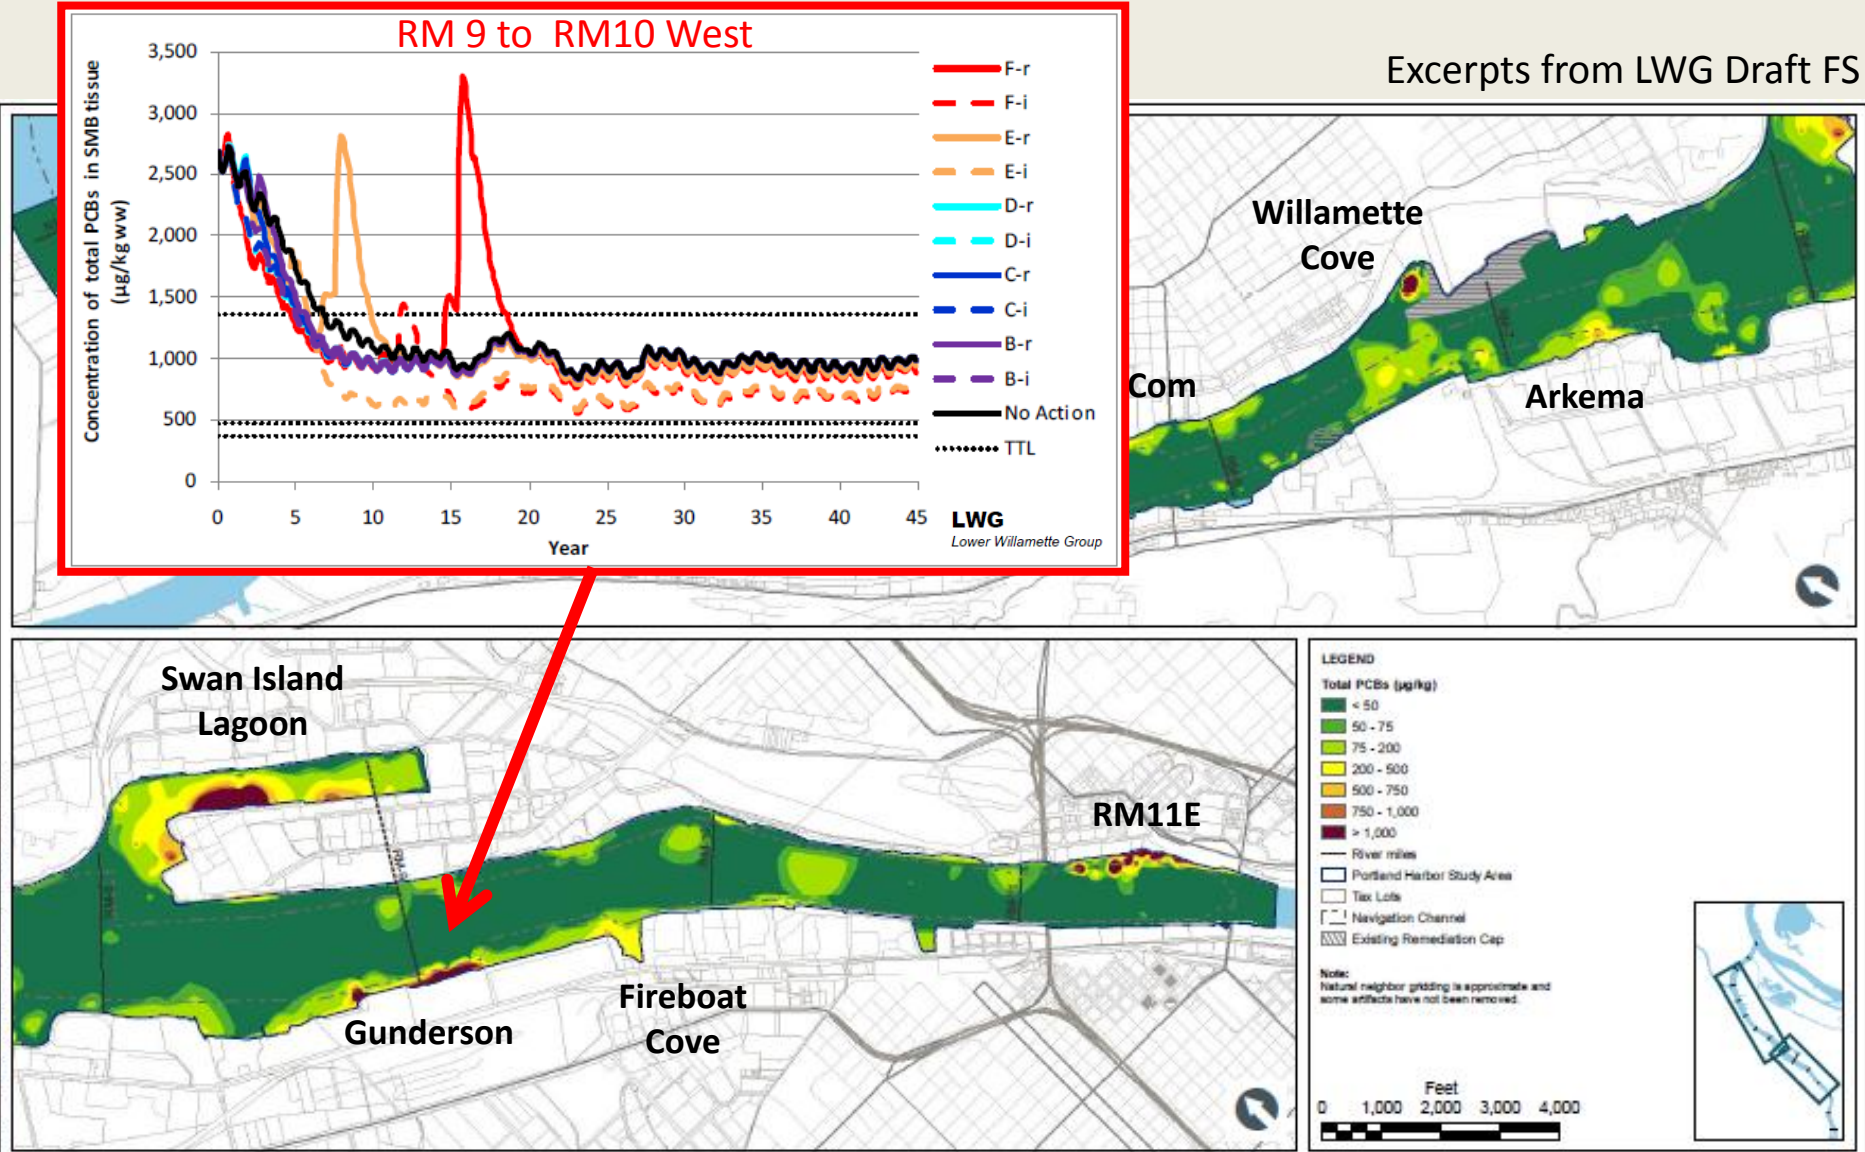 Excerpts from LWG Draft FS
RM 9 to  RM10 West
Concentration of total PCBs in SMB tissue
(µg/kg ww)
3,500
3,000
2,500
2,000
1,500
1,000
500
0
0 5 10 15 20 25 30 35 40 45
Year
F-r
F-i
E-r
E-i
D-r
D-i
C-r
C-i
B-r
B-i
No Action
TTL
LWG
Lower Willamette Group
Willamette
Cove
Com
Arkema
Swan Island
Lagoon
RM11E
Gunderson
Fireboat
Cove
LEGEND
Total PCBs (µg/kg)
< 50
50 - 75
75 - 200
200 - 500
500 - 750
750 - 1,000
> 1,000
River miles
Portland Harbor Study Area
Tax Lots
Navigation Channel
Existing Remediation Cap
Note:
Natural neighbor gridding is approximate and
some artifacts have not been removed.
Feet
0 1,000 2,000 3,000 4,000